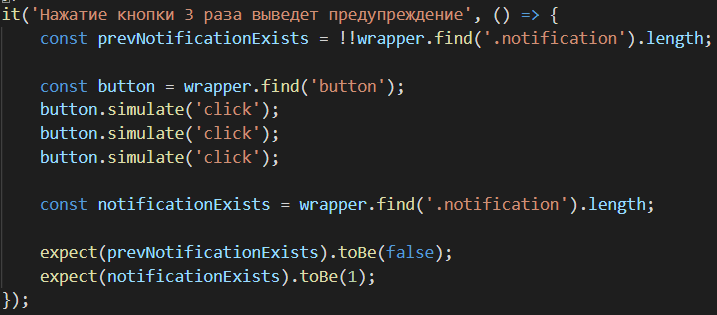 it('Нажатие кнопки 3 раза выведет предупреждение', () => {
const prevNotificationExists = !!wrapper.find('.notification').length;
const button = wrapper.find('button');
button.simulate('click');
button.simulate('click');
button.simulate('click');
const notificationExists = wrapper.find('.notification').length;
expect(prevNotificationExists).toBe(false);
expect(notificationExists).toBe(1);
});